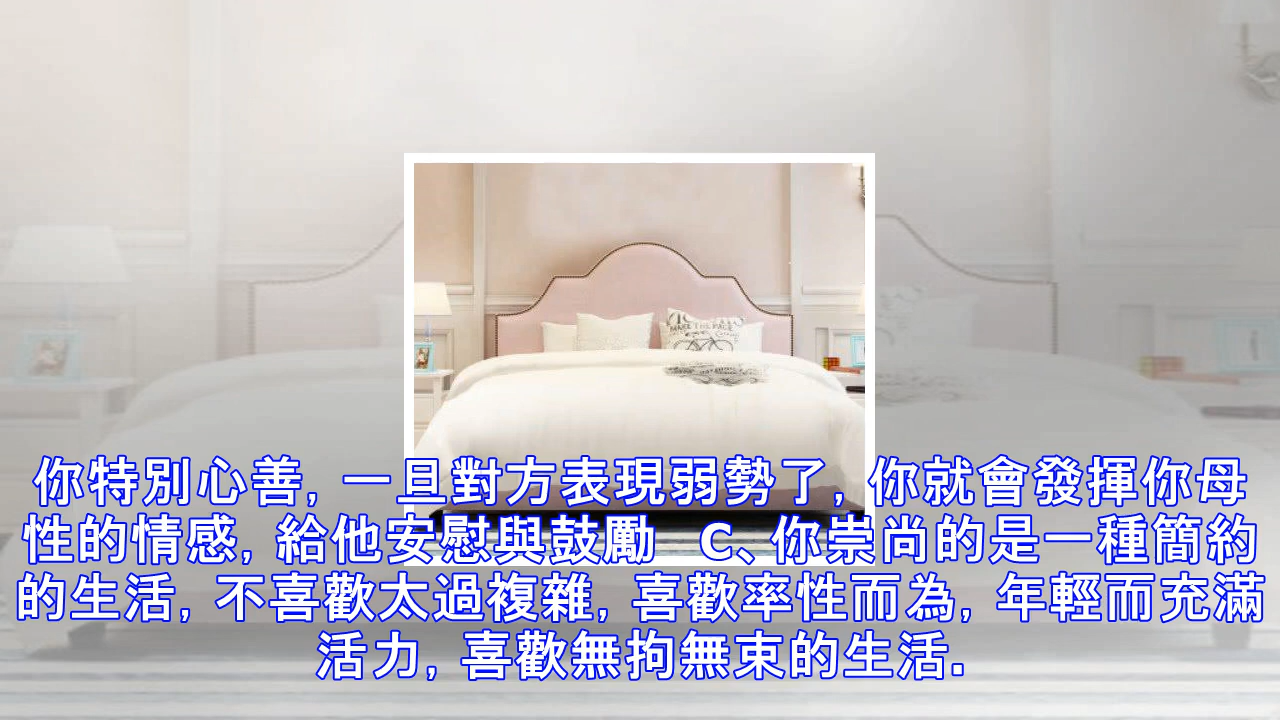 MAKE THE PAGE
你特別心善, 一旦對方表現弱勢了, 你就會發揮你母
性的情感, 給他安慰與鼓勵 C、你崇尚的是一種簡約
的生活, 不喜歡太過複雜, 喜歡率性而為, 年輕而充滿
活力, 喜歡無拘無束的生活.